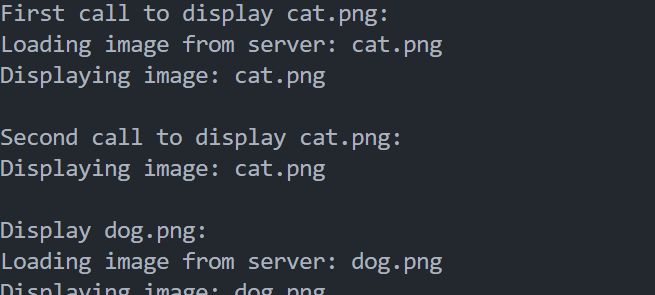 First call to display cat.png:
Loading image from server: cat.png
Displaying image: cat.png
Second call to display cat.png:
Displaying image: cat.png
Display dog.png:
Loading image from server: dog.png
Displaying image: dog.png